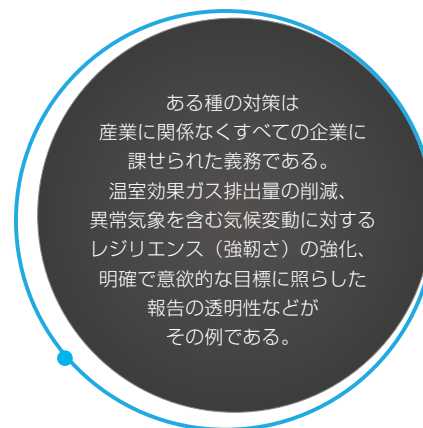 ある種の対策は
産業に関係なくすべての企業に
課せられた義務である。
温室効果ガス排出量の削減、
異常気象を含む気候変動に対する
レジリエンス（強靭さ）の強化、
明確で意欲的な目標に照らした
報告の透明性などが
その例である。